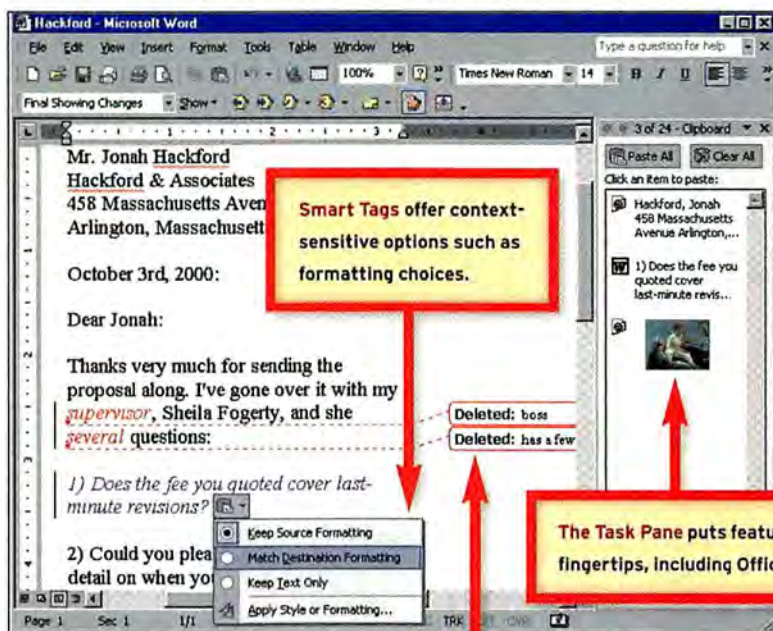 Hackford - Microsoft Word
File Edit View Insert Format Tools Table Window Help
Type a question for help
100%
Times New Roman
14
B I U
Final Showing Changes
Show
3 of 24 - Clipboard
Paste All
Clear All
Click an item to paste:
Hackford, Jonah
458 Massachusetts
Avenue Arlington,...
1) Does the fee you
quoted cover
last-minute revis...
Mr. Jonah Hackford
Hackford & Associates
458 Massachusetts Aven
Arlington, Massachusett
October 3rd, 2000:
Dear Jonah:
Thanks very much for sending the
proposal along. I've gone over it with my
supervisor, Sheila Fogerty, and she
several questions:
Deleted: boss
Deleted: has a few
1) Does the fee you quoted cover last-
minute revisions?
2) Could you plea
detail on when you
Keep Source Formatting
Match Destination Formatting
Keep Text Only
Apply Style or Formatting...
Smart Tags offer context-
sensitive options such as
formatting choices.
The Task Pane puts featu
fingertips, including Offic
Page 1 Sec 1 1/1
TRK